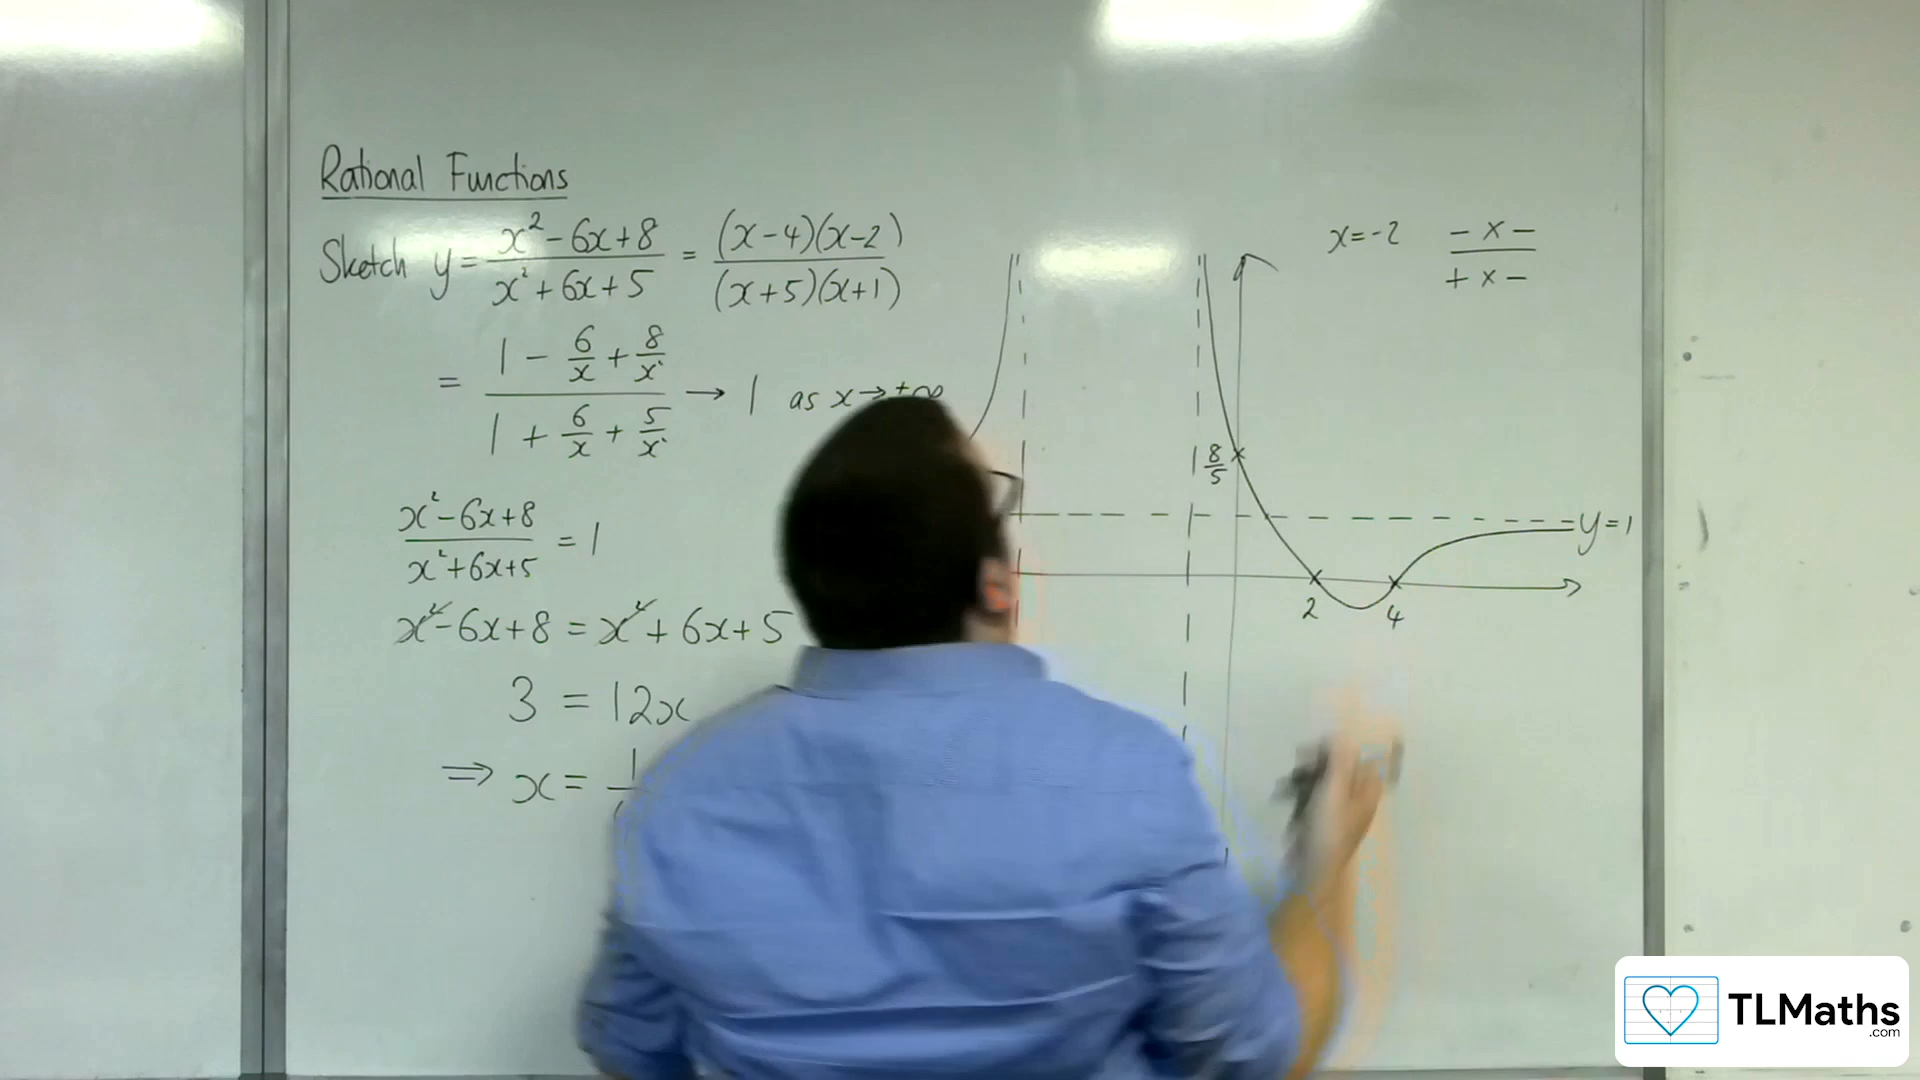 Rational Functions
Sketch y = (x² - 6x + 8)/(x² + 6x + 5) = (x-4)(x-2)/(x+5)(x+1)
= (1 - 6/x + 8/x²)/(1 + 6/x + 5/x²) → 1 as x → ±∞
(x² - 6x + 8)/(x² + 6x + 5) = 1
x² - 6x + 8 = x² + 6x + 5
3 = 12x
⇒ x = 1
x = -2 (- x -)/(+ x -)
8/5
y = 1
2 4
TLMaths
.com